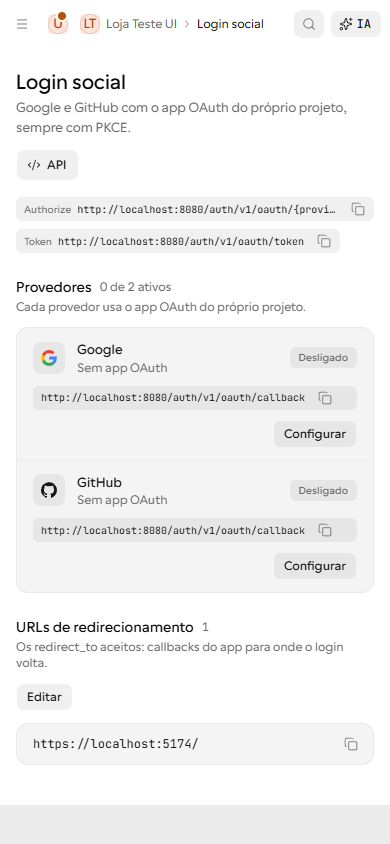 U LT Loja Teste UI > Login social IA
Login social
Google e GitHub com o app OAuth do próprio projeto,
sempre com PKCE.
</> API
Authorize http://localhost:8080/auth/v1/oauth/{provi…
Token http://localhost:8080/auth/v1/oauth/token
Provedores 0 de 2 ativos
Cada provedor usa o app OAuth do próprio projeto.
Google
Sem app OAuth
Desligado
http://localhost:8080/auth/v1/oauth/callback
Configurar
GitHub
Sem app OAuth
Desligado
http://localhost:8080/auth/v1/oauth/callback
Configurar
URLs de redirecionamento 1
Os redirect_to aceitos: callbacks do app para onde o login
volta.
Editar
https://localhost:5174/